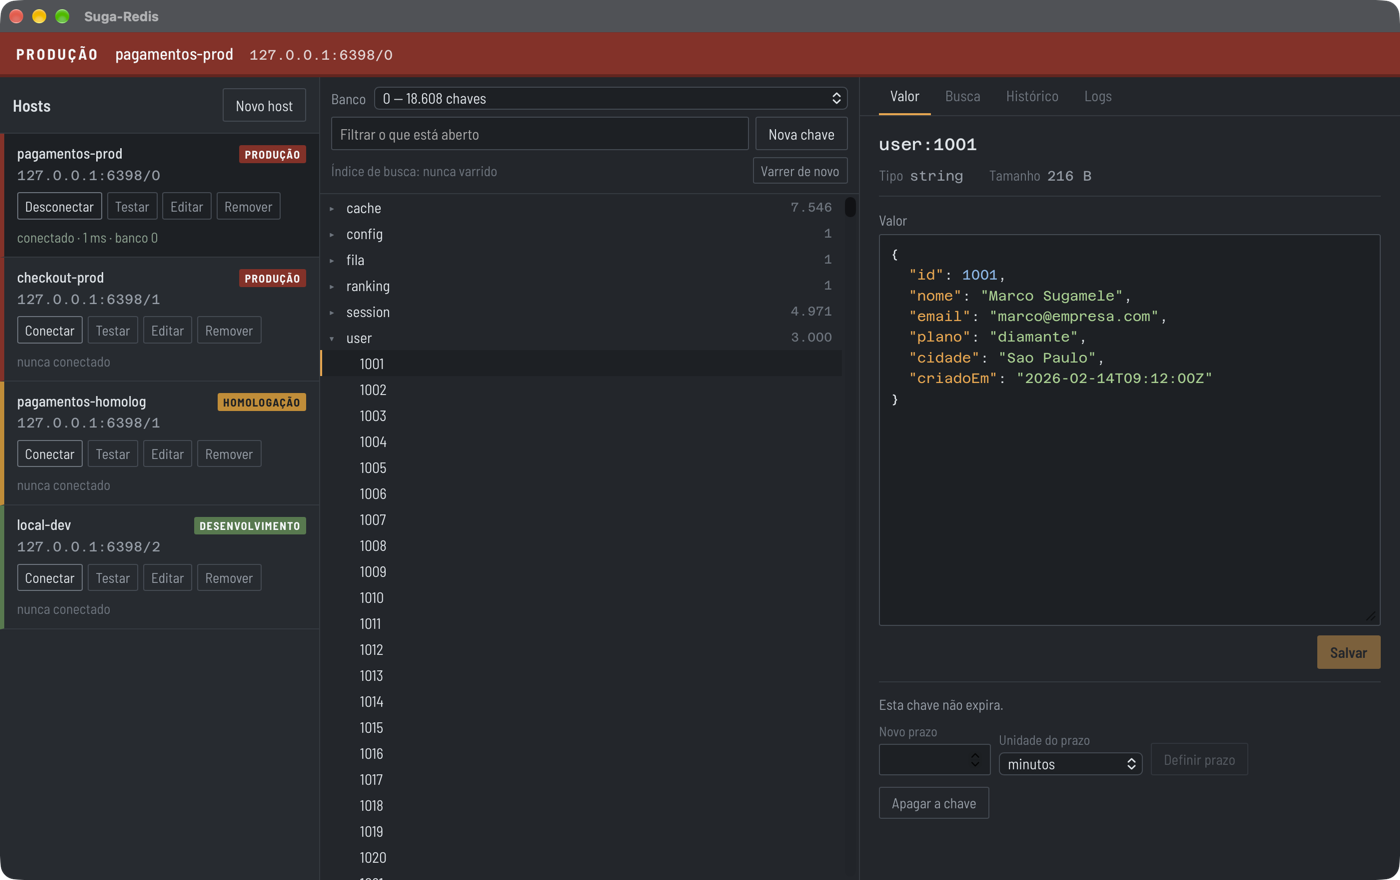 Suga-Redis
PRODUÇÃO pagamentos-prod 127.0.0.1:6398/0
Hosts
Novo host
pagamentos-prod PRODUÇÃO
127.0.0.1:6398/0
Desconectar Testar Editar Remover
conectado · 1 ms · banco 0
checkout-prod PRODUÇÃO
127.0.0.1:6398/1
Conectar Testar Editar Remover
nunca conectado
pagamentos-homolog HOMOLOGAÇÃO
127.0.0.1:6398/1
Conectar Testar Editar Remover
nunca conectado
local-dev DESENVOLVIMENTO
127.0.0.1:6398/2
Conectar Testar Editar Remover
nunca conectado
Banco 0 — 18.608 chaves
Filtrar o que está aberto Nova chave
Índice de busca: nunca varrido Varrer de novo
cache 7.546
config 1
fila 1
ranking 1
session 4.971
user 3.000
1001
1002
1003
1004
1005
1006
1007
1008
1009
1010
1011
1012
1013
1014
1015
1016
1017
1018
1019
1020
Valor Busca Histórico Logs
user:1001
Tipo string Tamanho 216 B
Valor
{
"id": 1001,
"nome": "Marco Sugamele",
"email": "marco@empresa.com",
"plano": "diamante",
"cidade": "Sao Paulo",
"criadoEm": "2026-02-14T09:12:00Z"
}
Salvar
Esta chave não expira.
Novo prazo
Unidade do prazo
minutos
Definir prazo
Apagar a chave